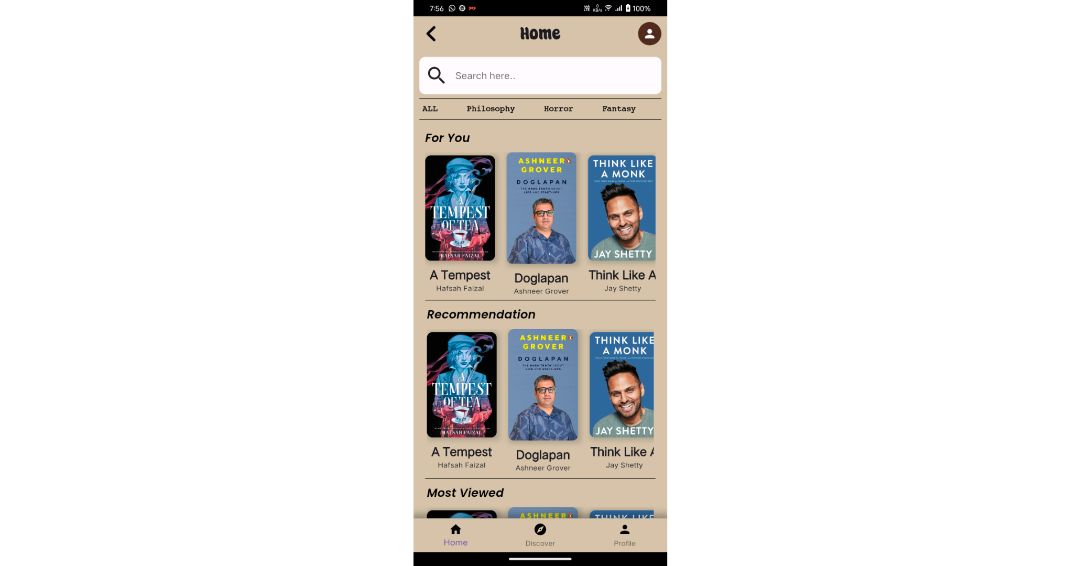 7:56
100%
Home
Search here..
ALL Philosophy Horror Fantasy
For You
A
TEMPEST
OF TEA
HAFSAH FAIZAL
ASHNEER
GROVER
DOGLAPAN
THINK LIKE
A MONK
JAY SHETTY
A Tempest Doglapan Think Like A
Hafsah Faizal Ashneer Grover Jay Shetty
Recommendation
A
TEMPEST
OF TEA
HAFSAH FAIZAL
ASHNEER
GROVER
DOGLAPAN
THINK LIKE
A MONK
JAY SHETTY
A Tempest Doglapan Think Like A
Hafsah Faizal Ashneer Grover Jay Shetty
Most Viewed
ASHNEER
Home Discover Profile